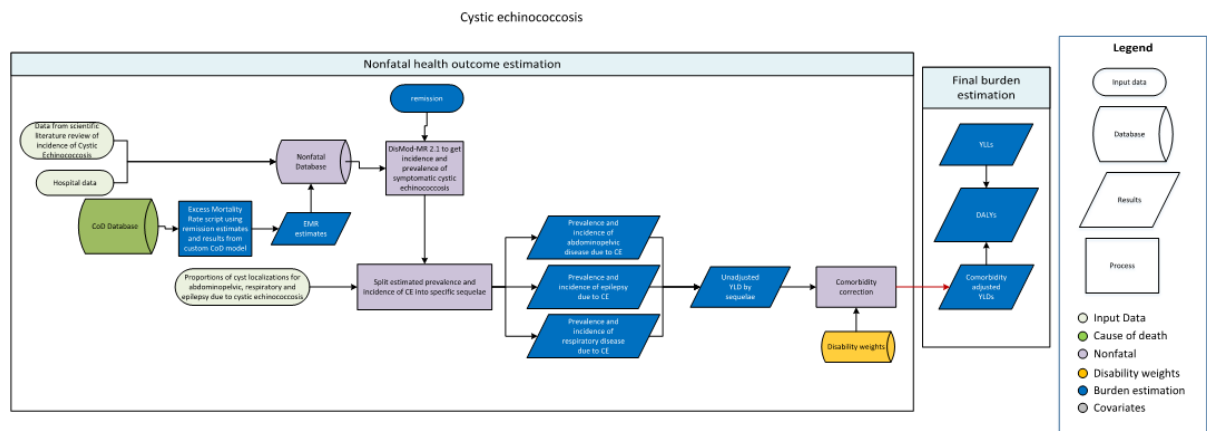 Cystic echinococcosis
Nonfatal health outcome estimation
remission
Data from scientific
literature review of
incidence of Cystic
Echinococcosis
Hospital data
Nonfatal
Database
DisMod-MR 2.1 to get
incidence and
prevalence of
symptomatic cystic
echinococcosis
CoD Database
Excess Mortality
Rate script using
remission estimates
and results from
custom CoD model
EMR
estimates
Proportions of cyst localizations for
abdominopelvic, respiratory and
epilepsy due to cystic echinococcosis
Split estimated prevalence and
incidence of CE into specific sequelae
Prevalence and
incidence of
abdominopelvic
disease due to CE
Prevalence and
incidence of epilepsy
due to CE
Prevalence and
incidence of
respiratory disease
due to CE
Unadjusted
YLD by
sequelae
Comorbidity
correction
Disability weights
Final burden
estimation
YLLs
DALYs
Comorbidity
adjusted
YLDs
Legend
Input data
Database
Results
Process
Input Data
Cause of death
Nonfatal
Disability weights
Burden estimation
Covariates